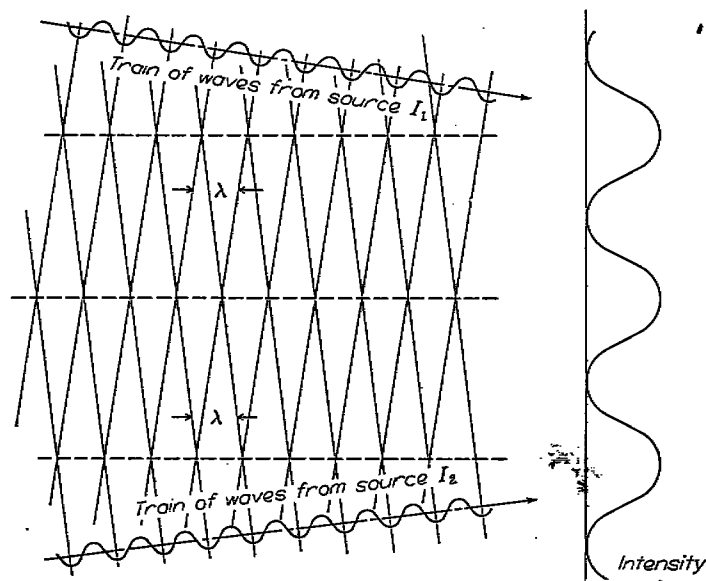 Train of waves from source I₁
λ
λ
Train of waves from source I₂
Intensity